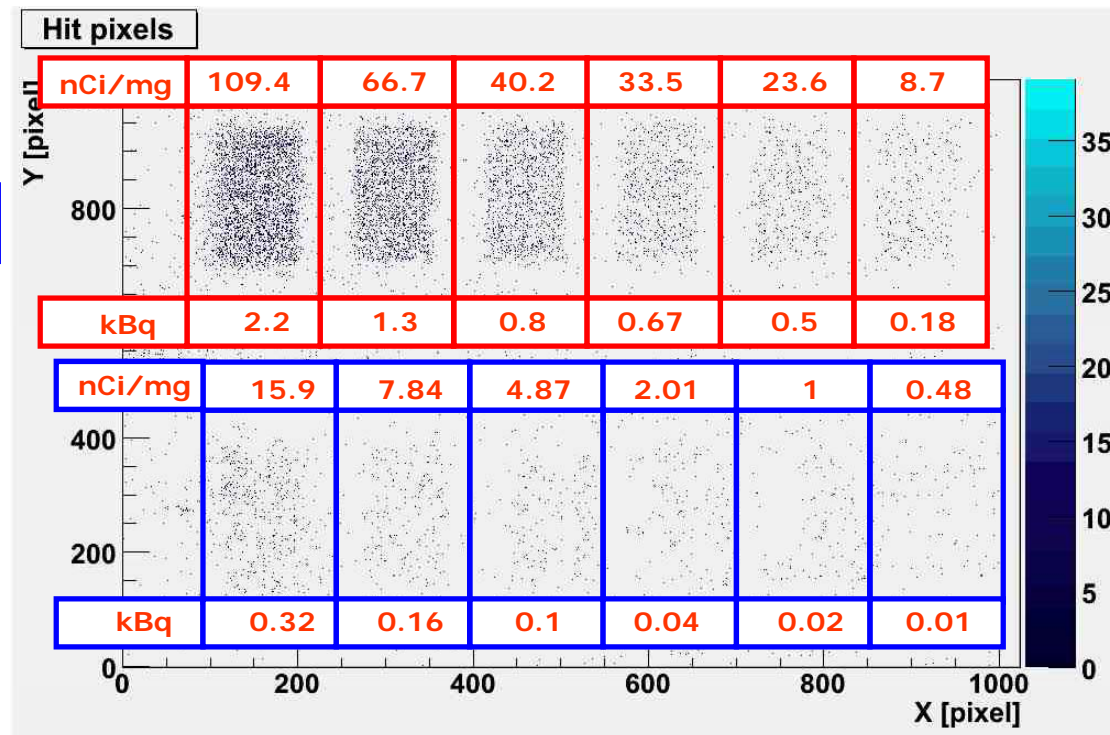 Hit pixels
nCi/mg 109.4 66.7 40.2 33.5 23.6 8.7
Y [pixel]
800
kBq 2.2 1.3 0.8 0.67 0.5 0.18
nCi/mg 15.9 7.84 4.87 2.01 1 0.48
400
200
kBq 0.32 0.16 0.1 0.04 0.02 0.01
0
0 200 400 600 800 1000
X [pixel]
35
30
25
20
15
10
5
0